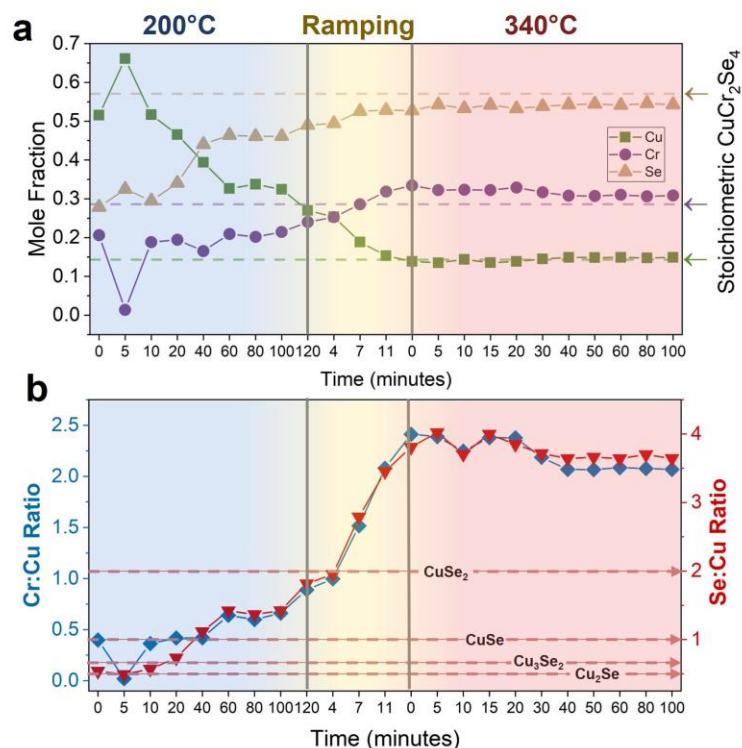 a
200°C Ramping 340°C
Mole Fraction
0.7
0.6
0.5
0.4
0.3
0.2
0.1
0.0
Cu
Cr
Se
Stoichiometric CuCr₂Se₄
0 5 10 20 40 60 80 100 120 4 7 11 0 5 10 15 20 30 40 50 60 80 100
Time (minutes)
b
Cr:Cu Ratio
2.5
2.0
1.5
1.0
0.5
0.0
CuSe₂
CuSe
Cu₃Se₂
Cu₂Se
4
3
2
1
Se:Cu Ratio
0 5 10 20 40 60 80 100 120 4 7 11 0 5 10 15 20 30 40 50 60 80 100
Time (minutes)